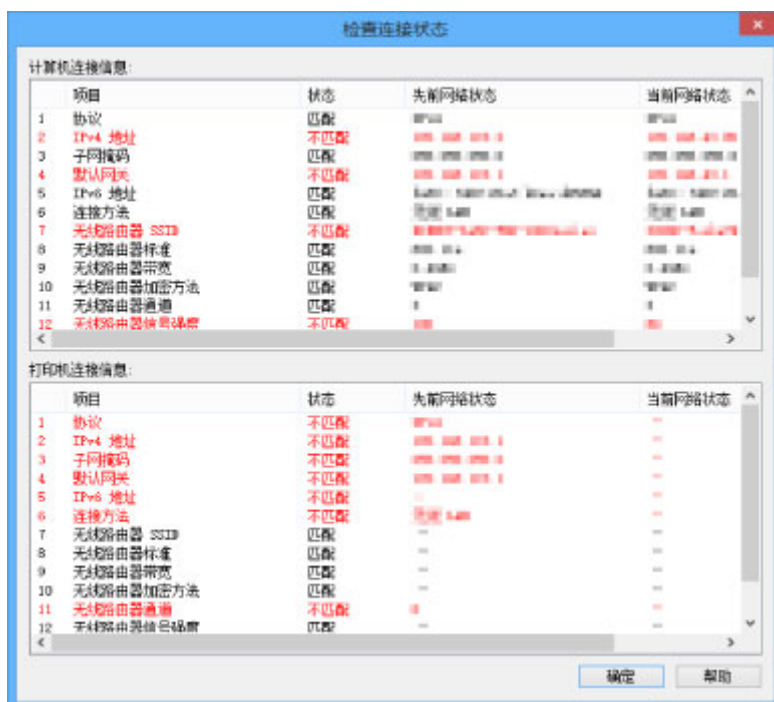 检查连接状态
计算机连接信息:
项目 状态 先前网络状态 当前网络状态
1 协议 匹配
2 IPv4 地址 不匹配
3 子网掩码 匹配
4 默认网关 不匹配
5 IPv6 地址 匹配
6 连接方法 匹配
7 无线路由器 SSID 不匹配
8 无线路由器标准 匹配
9 无线路由器带宽 匹配
10 无线路由器加密方法 匹配
11 无线路由器通道 匹配
12 无线路由器信号强度 不匹配
打印机连接信息:
项目 状态 先前网络状态 当前网络状态
1 协议 不匹配
2 IPv4 地址 不匹配
3 子网掩码 不匹配
4 默认网关 不匹配
5 IPv6 地址 不匹配
6 连接方法 不匹配
7 无线路由器 SSID 匹配
8 无线路由器标准 匹配
9 无线路由器带宽 匹配
10 无线路由器加密方法 匹配
11 无线路由器通道 不匹配
12 无线路由器信号强度 匹配
确定 帮助